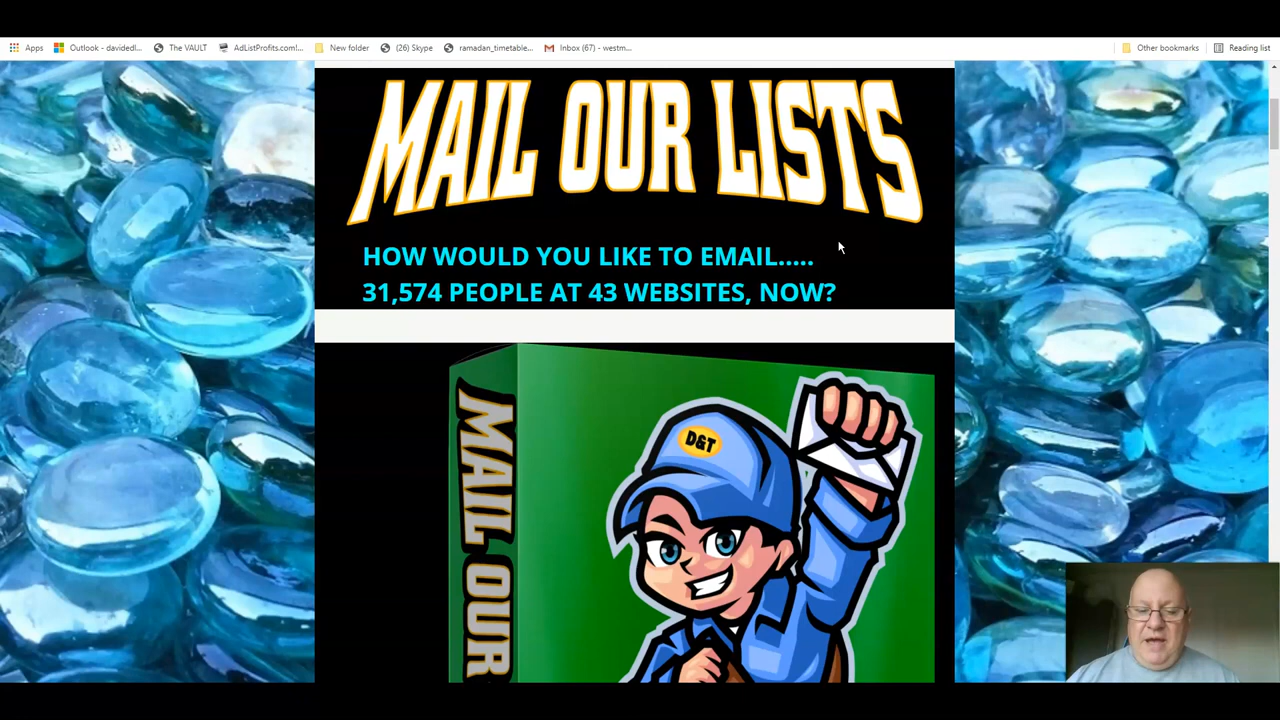 Apps
Outlook - davidedl...
The VAULT
AdListProfits.com!...
New folder
(26) Skype
ramadan_timetable...
Inbox (67) - westm...
Other bookmarks
Reading list
MAIL OUR LISTS
HOW WOULD YOU LIKE TO EMAIL.....
31,574 PEOPLE AT 43 WEBSITES, NOW?
MAIL OUR
D&T